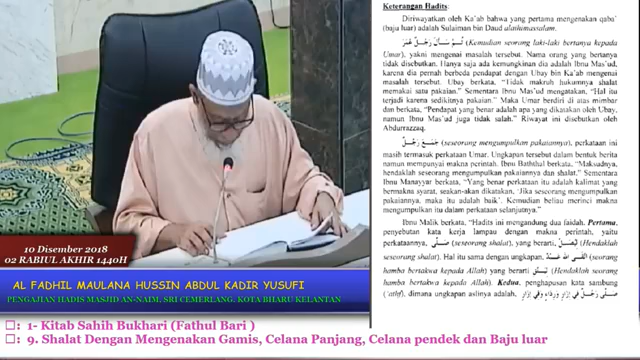 Keterangan Hadits:
Diriwayatkan oleh Ka'ab bahwa yang pertama mengenakan qaba'
(baju luar) adalah Sulaiman bin Daud alaihimassalam.
ثُمَّ سَأَلَ رَجُلٌ عُمَرَ (Kemudian seorang laki-laki bertanya kepada
Umar), yakni mengenai masalah tersebut. Nama orang yang bertanya
tidak disebutkan. Hanya saja ada kemungkinan dia adalah Ibnu Mas'ud,
karena dia pernah berbeda pendapat dengan Ubay bin Ka'ab mengenai
masalah tersebut. Ubay berkata, "Tidak makruh hukumnya shalat
memakai satu pakaian." Sementara Ibnu Mas'ud mengatakan, "Hal itu
terjadi karena sedikitnya pakaian." Maka Umar berdiri di atas mimbar
dan berkata, "Pendapat yang benar adalah apa yang dikatakan oleh Ubay,
namun Ibnu Mas'ud juga tidak salah." Riwayat ini disebutkan oleh
Abdurrazzaq.
جَمَعَ رَجُلٌ (seseorang mengumpulkan pakaiannya), perkataan ini
masih termasuk perkataan Umar. Ungkapan tersebut dalam bentuk berita
namun mempunyai makna perintah. Ibnu Baththal berkata, "Maksudnya,
hendaklah seseorang mengumpulkan pakaiannya dan shalat." Sementara
Ibnu Manayyar berkata, "Yang benar perkataan itu adalah kalimat yang
bermakna syarat, seakan-akan dikatakan, 'Jika seseorang mengumpulkan
pakaiannya, maka itu adalah baik'. Kemudian beliau merinci makna
mengumpulkan itu dalam perkataan selanjutnya."
Ibnu Malik berkata, "Hadits ini mengandung dua faidah. Pertama,
penyebutan kata kerja lampau dengan makna perintah, yaitu
perkataannya, صَلَّى (seseorang shalat), yang berarti, لِيُصَلِّ (Hendaklah
seseorang shalat). Hal itu sama dengan ungkapan, اتَّقَى اللهَ عَبْدٌ (seorang
hamba bertakwa kepada Allah) yang berarti لِيَتَّقِ (Hendaklah seorang
hamba bertakwa kepada Allah). Kedua, penghapusan kata sambung
('athf), dimana ungkapan aslinya adalah, صَلَّى رَجُلٌ فِي إِزَارٍ وَرِدَاءٍ وَفِي إِزَارٍ
10 Disember 2018
02 RABIUL AKHIR 1440H
AL FADHIL MAULANA HUSSIN ABDUL KADIR YUSUFI
PENGAJIAN HADIS MASJID AN-NAIM, SRI CEMERLANG, KOTA BHARU KELANTAN
□: 1- Kitab Sahih Bukhari (Fathul Bari )
□: 9. Shalat Dengan Mengenakan Gamis, Celana Panjang, Celana pendek dan Baju luar